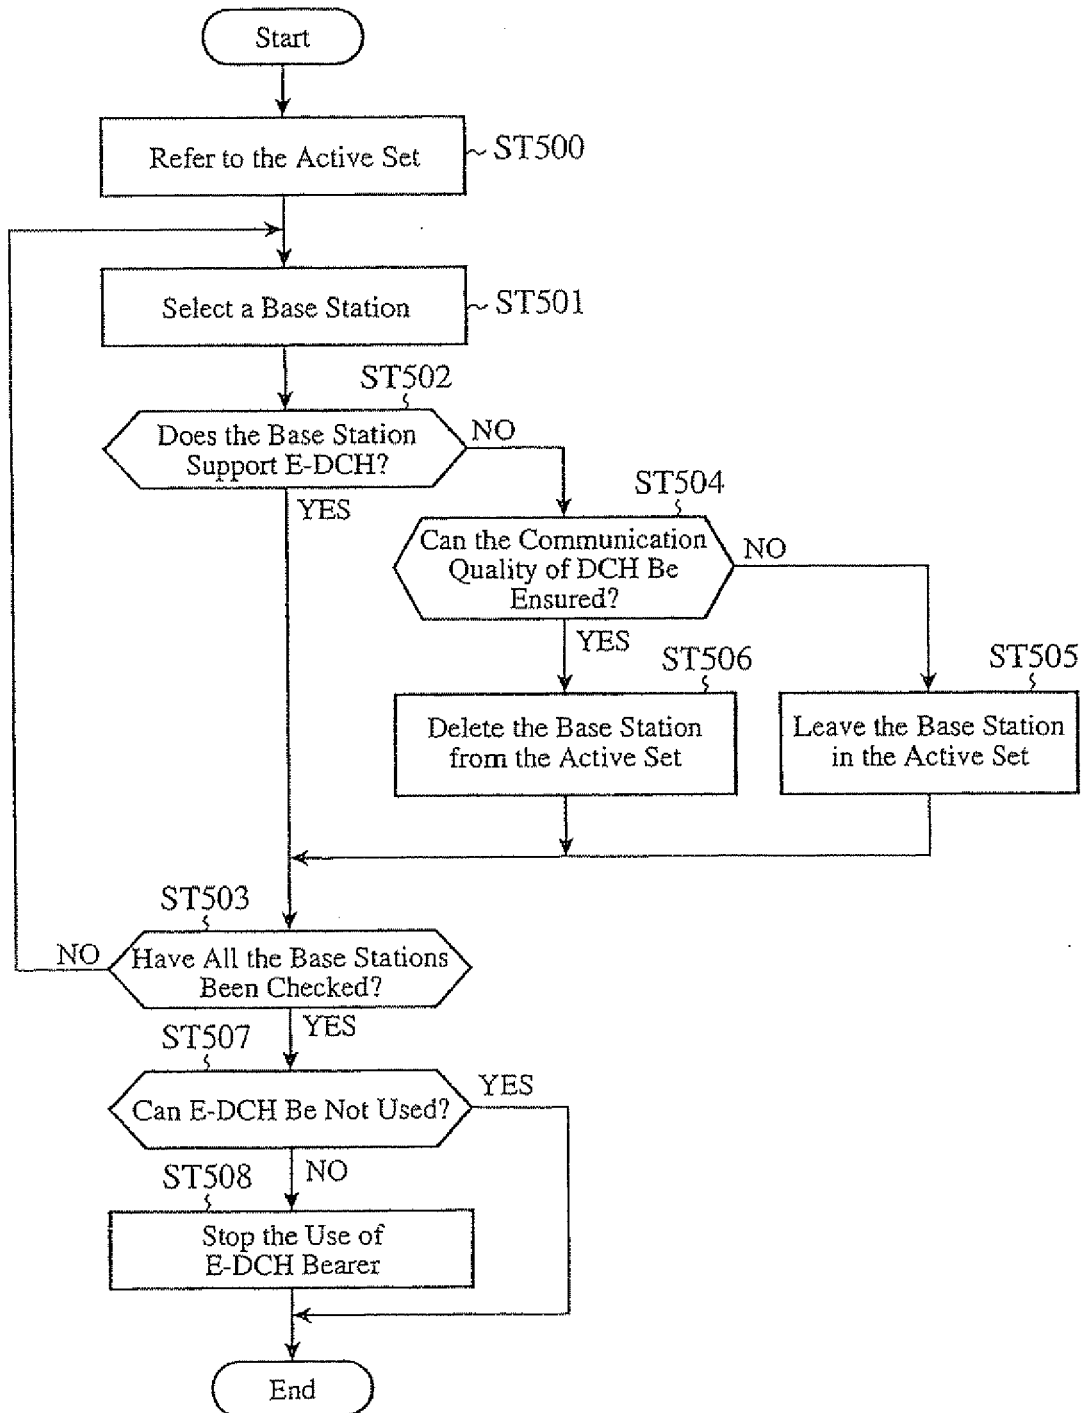 Start
Refer to the Active Set
ST500
Select a Base Station
ST501
ST502
Does the Base Station
Support E-DCH?
NO
YES
ST504
Can the Communication
Quality of DCH Be
Ensured?
NO
YES
ST506
Delete the Base Station
from the Active Set
ST505
Leave the Base Station
in the Active Set
ST503
NO
Have All the Base Stations
Been Checked?
YES
ST507
Can E-DCH Be Not Used?
YES
NO
ST508
Stop the Use of
E-DCH Bearer
End